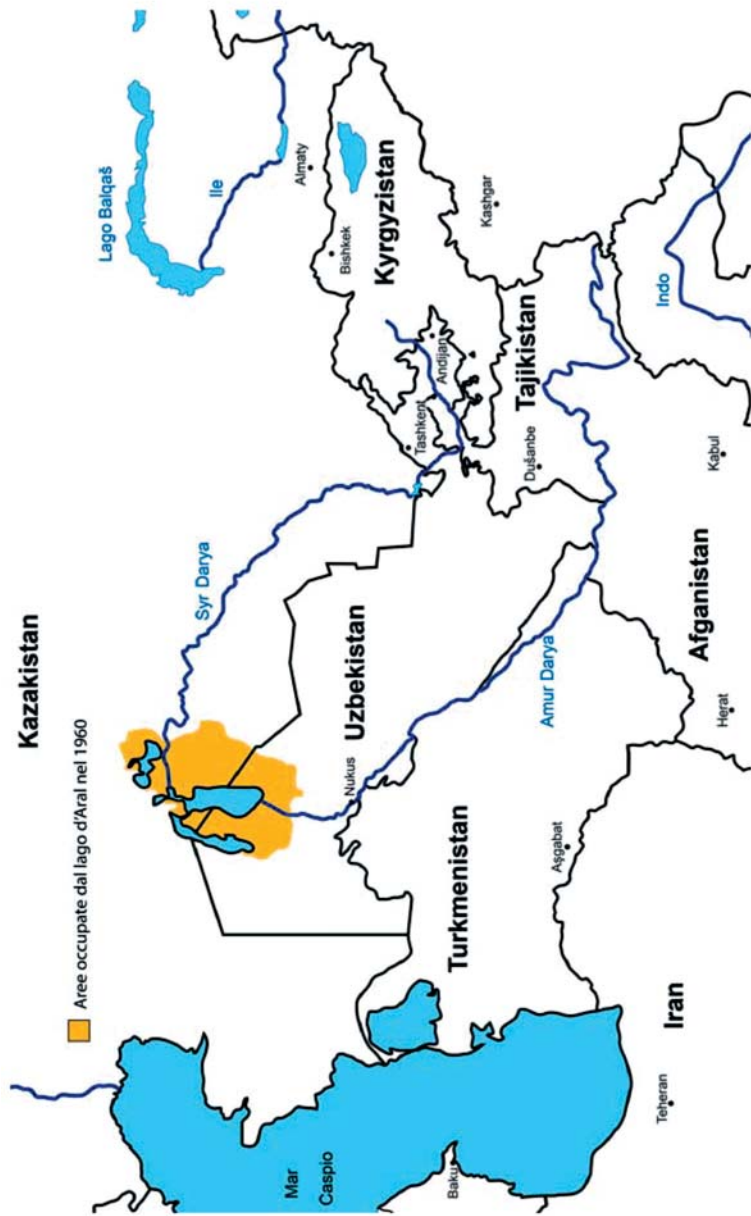 Kazakistan
Aree occupate dal lago d'Aral nel 1960
Lago Balqaš
Ile
Almaty
Syr Darya
Bishkek
Kyrgyzistan
Mar
Caspio
Uzbekistan
Nukus
Tashkent
Andijan
Kashgar
Turkmenistan
Baku
Amur Darya
Dušanbe
Tajikistan
Aşgabat
Indo
Iran
Teheran
Herat
Afganistan
Kabul